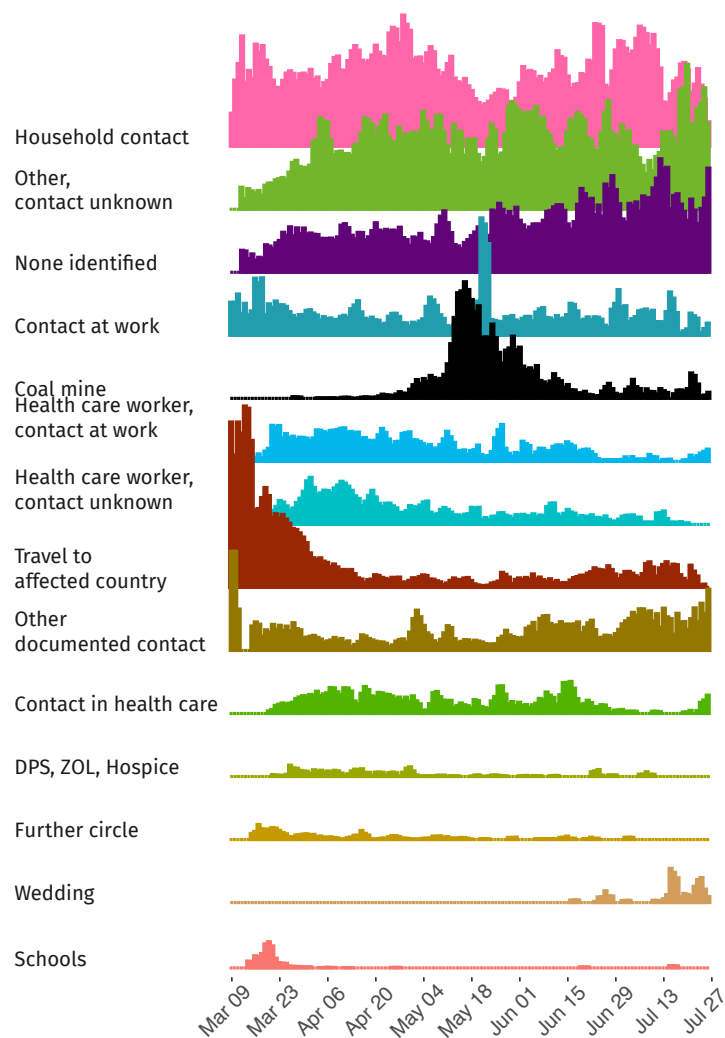 Household contact
Other,
contact unknown
None identified
Contact at work
Coal mine
Health care worker,
contact at work
Health care worker,
contact unknown
Travel to
affected country
Other
documented contact
Contact in health care
DPS, ZOL, Hospice
Further circle
Wedding
Schools
Mar 09
Mar 23
Apr 06
Apr 20
May 04
May 18
Jun 01
Jun 15
Jun 29
Jul 13
Jul 27